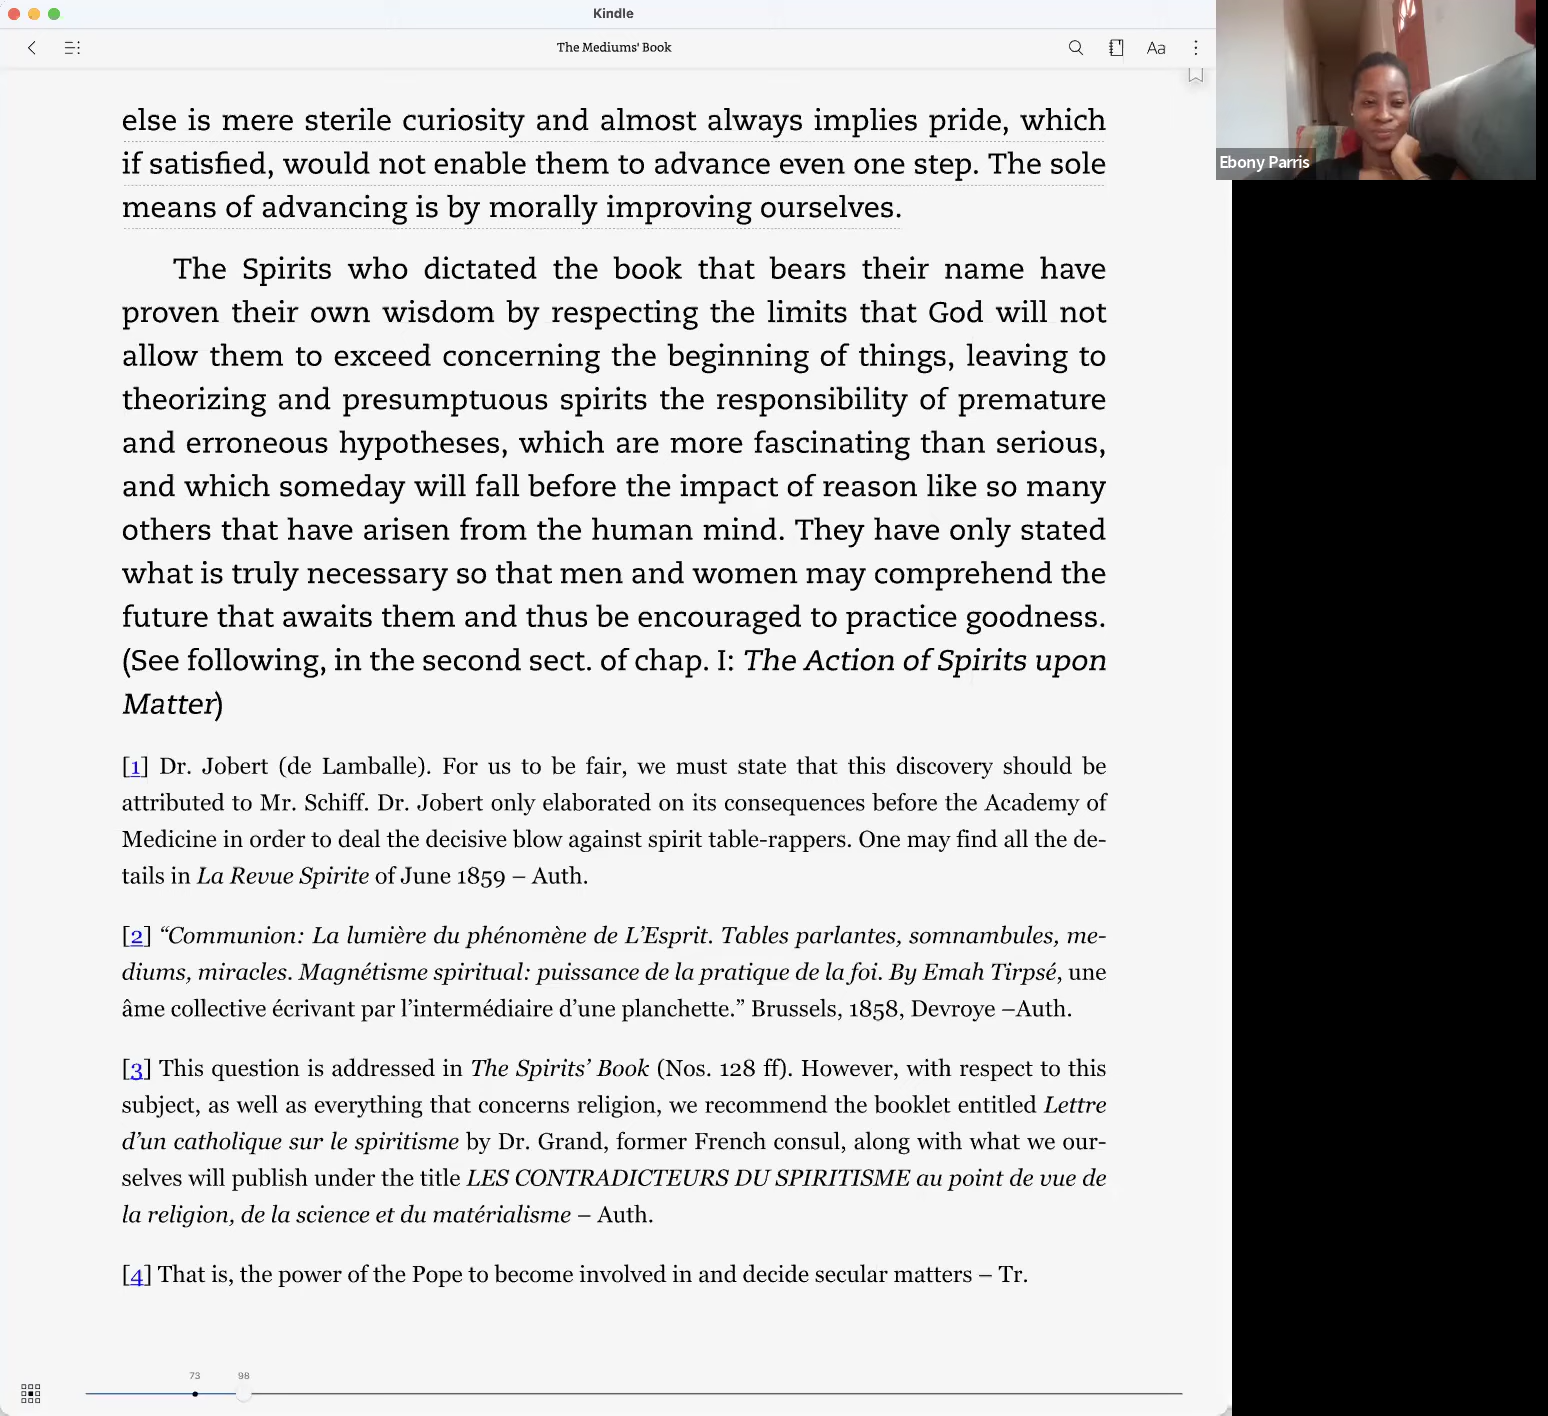 Kindle
The Mediums' Book
Aa
Ebony Parris
else is mere sterile curiosity and almost always implies pride, which
if satisfied, would not enable them to advance even one step. The sole
means of advancing is by morally improving ourselves.
The Spirits who dictated the book that bears their name have
proven their own wisdom by respecting the limits that God will not
allow them to exceed concerning the beginning of things, leaving to
theorizing and presumptuous spirits the responsibility of premature
and erroneous hypotheses, which are more fascinating than serious,
and which someday will fall before the impact of reason like so many
others that have arisen from the human mind. They have only stated
what is truly necessary so that men and women may comprehend the
future that awaits them and thus be encouraged to practice goodness.
(See following, in the second sect. of chap. I: The Action of Spirits upon
Matter)
[1] Dr. Jobert (de Lamballe). For us to be fair, we must state that this discovery should be
attributed to Mr. Schiff. Dr. Jobert only elaborated on its consequences before the Academy of
Medicine in order to deal the decisive blow against spirit table-rappers. One may find all the de-
tails in La Revue Spirite of June 1859 – Auth.
[2] “Communion: La lumière du phénomène de L’Esprit. Tables parlantes, somnambules, me-
diums, miracles. Magnétisme spiritual: puissance de la pratique de la foi. By Emah Tirpsé, une
âme collective écrivant par l’intermédiaire d’une planchette.” Brussels, 1858, Devroye –Auth.
[3] This question is addressed in The Spirits’ Book (Nos. 128 ff). However, with respect to this
subject, as well as everything that concerns religion, we recommend the booklet entitled Lettre
d’un catholique sur le spiritisme by Dr. Grand, former French consul, along with what we our-
selves will publish under the title LES CONTRADICTEURS DU SPIRITISME au point de vue de
la religion, de la science et du matérialisme – Auth.
[4] That is, the power of the Pope to become involved in and decide secular matters – Tr.
73
98